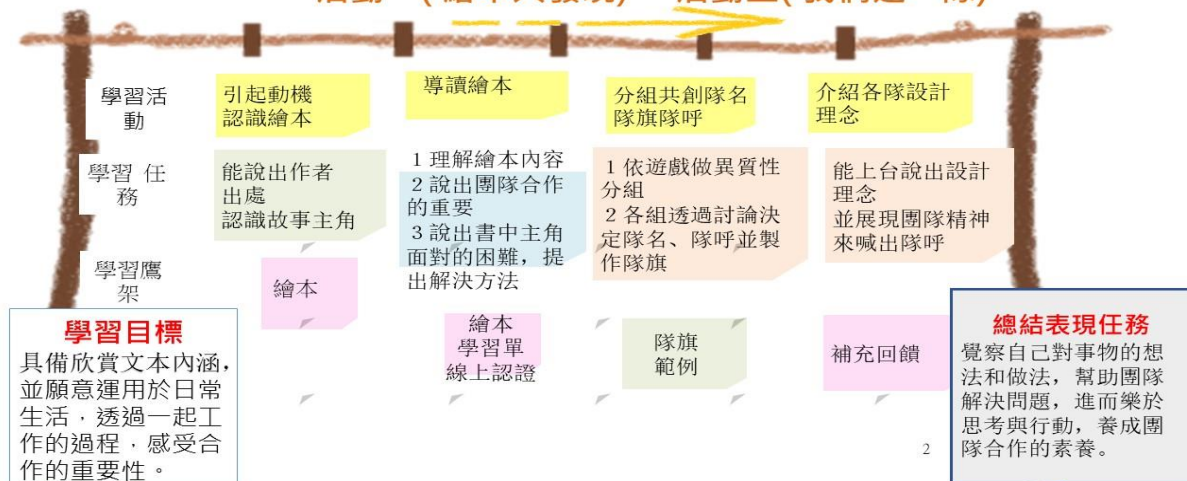 學習活
動
引起動機
認識繪本
導讀繪本
分組共創隊名
隊旗隊呼
介紹各隊設計
理念
學習 任
務
能說出作者
出處
認識故事主角
1 理解繪本內容
2 說出團隊合作
的重要
3 說出書中主角
面對的困難，提
出解決方法
1 依遊戲做異質性
分組
2 各組透過討論決
定隊名、隊呼並製
作隊旗
能上台說出設計
理念
並展現團隊精神
來喊出隊呼
學習鷹
架
繪本
繪本
學習單
線上認證
隊旗
範例
補充回饋
學習目標
具備欣賞文本內涵，
並願意運用於日常
生活，透過一起工
作的過程，感受合
作的重要性。
總結表現任務
覺察自己對事物的想
法和做法，幫助團隊
解決問題，進而樂於
思考與行動，養成團
隊合作的素養。
2